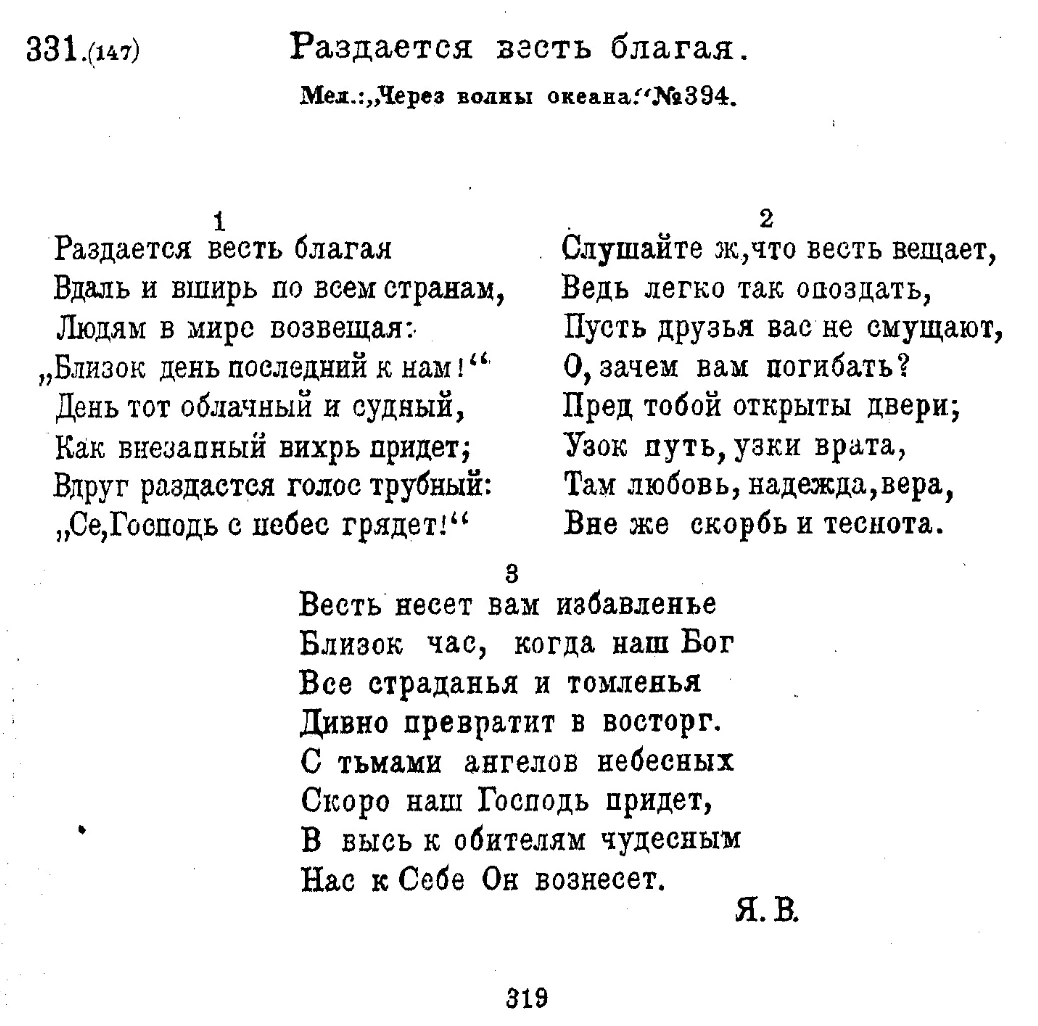 331.(147)
Раздается весть благая.
Мел.:„Через волны океана.“№394.
1
Раздается весть благая
Вдаль и вширь по всем странам,
Людям в мире возвещая:
„Близок день последний к нам!“
День тот облачный и судный,
Как внезапный вихрь придет;
Вдруг раздастся голос трубный:
„Се,Господь с небес грядет!“
2
Слушайте ж,что весть вещает,
Ведь легко так опоздать,
Пусть друзья вас не смущают,
О, зачем вам погибать?
Пред тобой открыты двери;
Узок путь, узки врата,
Там любовь, надежда,вера,
Вне же скорбь и теснота.
3
Весть несет вам избавленье
Близок час, когда наш Бог
Все страданья и томленья
Дивно превратит в восторг.
С тьмами ангелов небесных
Скоро наш Господь придет,
В высь к обителям чудесным
Нас к Себе Он вознесет.
Я. В.
319